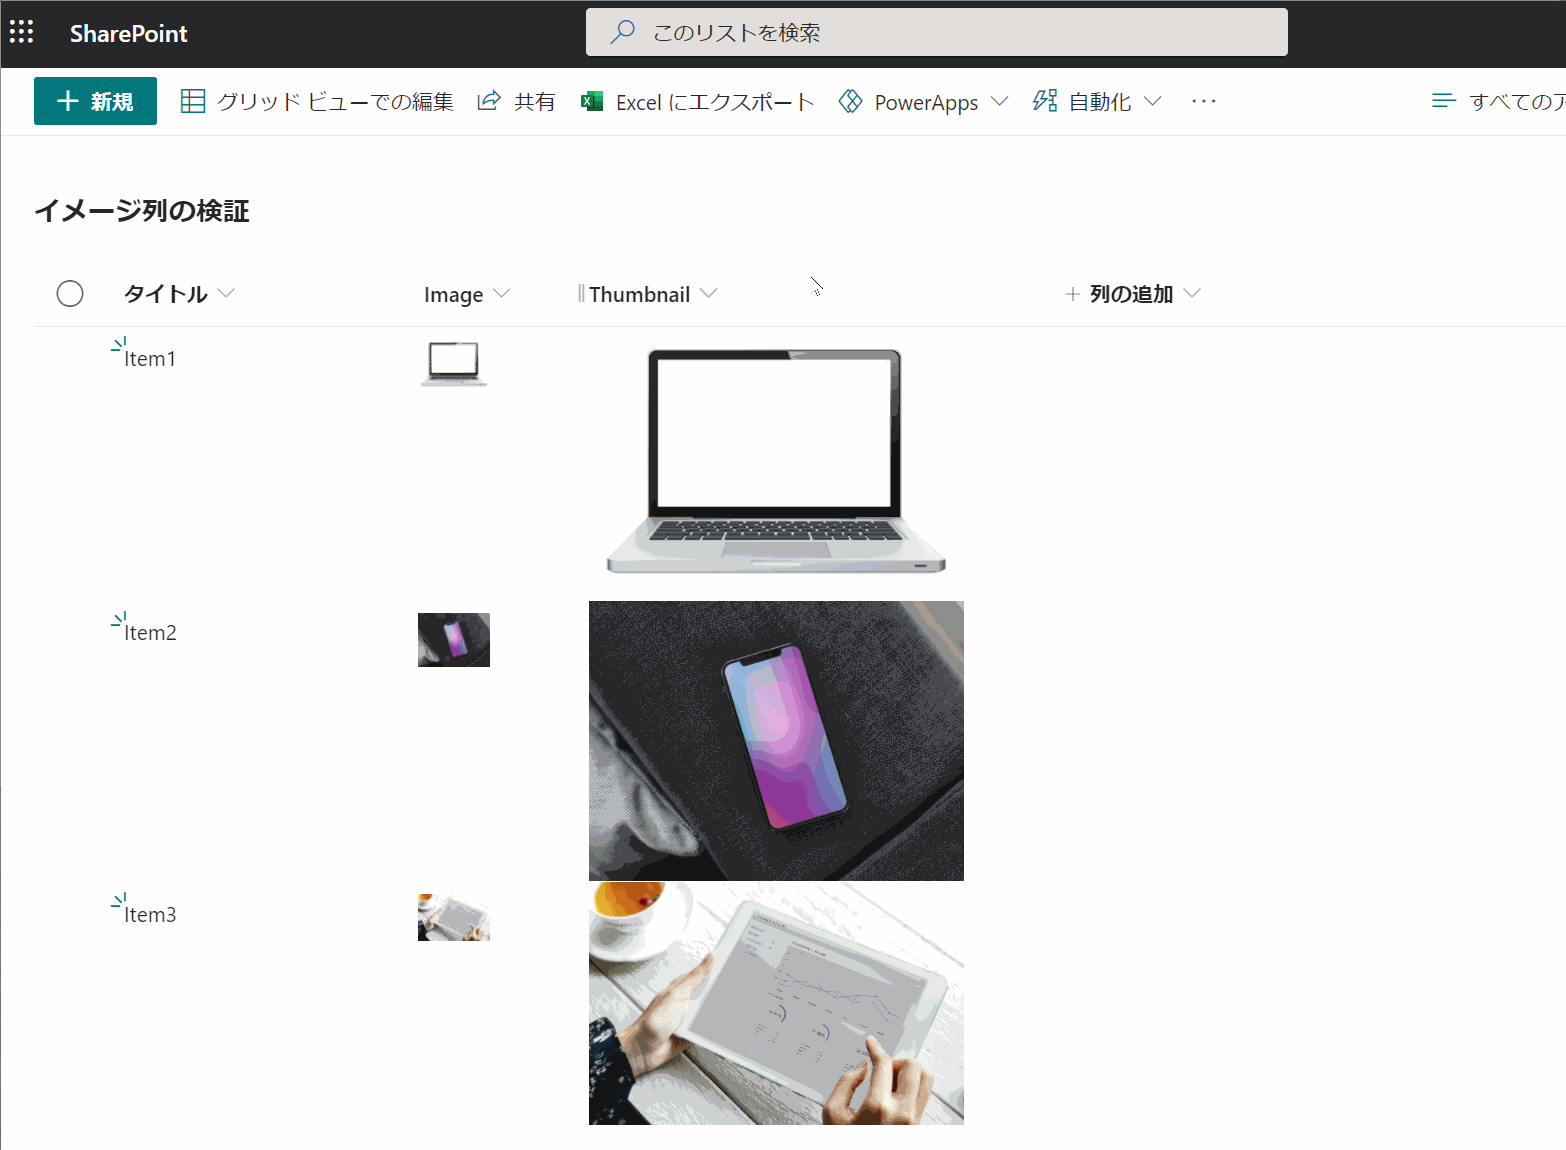 SharePoint
このリストを検索
新規
グリッド ビューでの編集
共有
Excel にエクスポート
PowerApps
自動化
すべてのア
イメージ列の検証
タイトル
Image
Thumbnail
列の追加
Item1
Item2
Item3